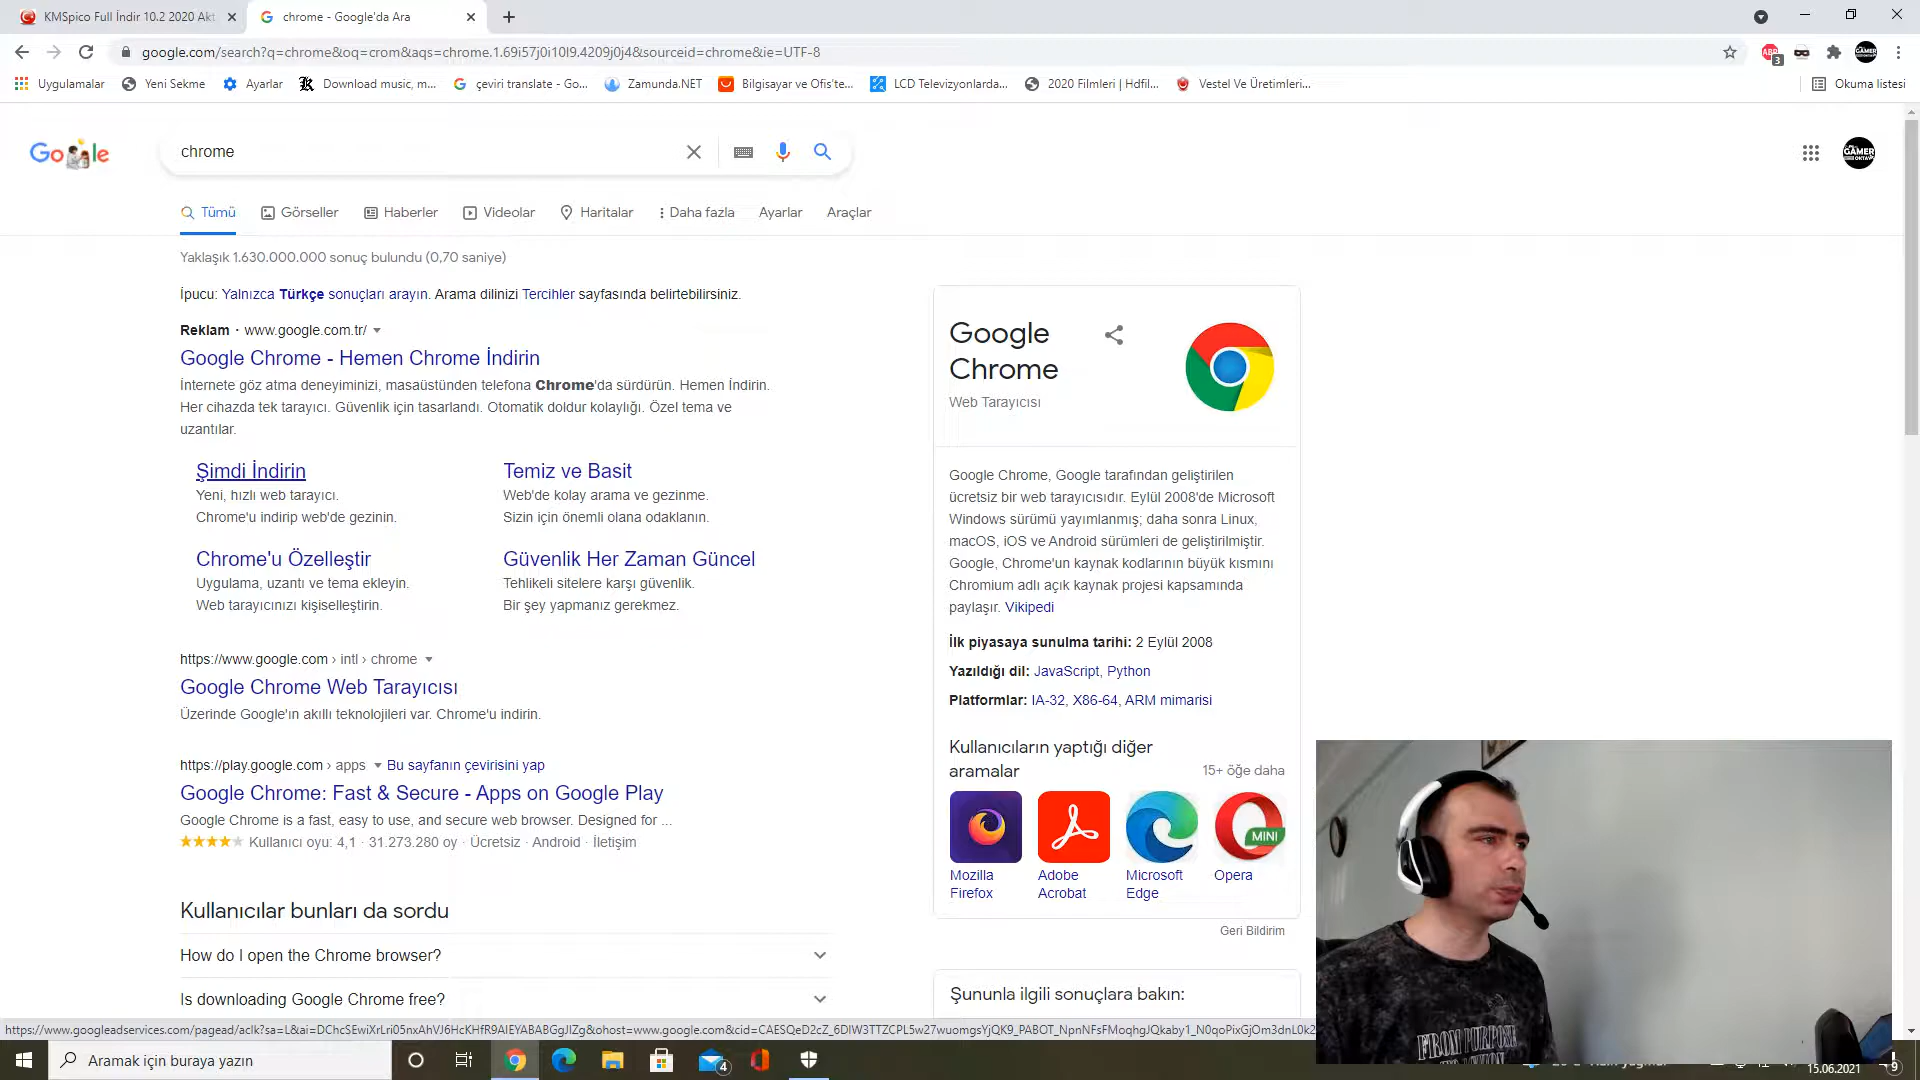 KMSpico Full İndir 10.2 2020 Akt
chrome - Google'da Ara
google.com/search?q=chrome&oq=crom&aqs=chrome.1.69i57j0i10l9.4209j0j4&sourceid=chrome&ie=UTF-8
ABP
3
Uygulamalar
Yeni Sekme
Ayarlar
Download music, m...
çeviri translate - Go...
Zamunda.NET
Bilgisayar ve Ofis'te...
LCD Televizyonlarda...
2020 Filmleri | Hdfil...
Vestel Ve Üretimleri...
Okuma listesi
chrome
GAMER
OKTAY
Tümü
Görseller
Haberler
Videolar
Haritalar
Daha fazla
Ayarlar
Araçlar
Yaklaşık 1.630.000.000 sonuç bulundu (0,70 saniye)
İpucu: Yalnızca Türkçe sonuçları arayın. Arama dilinizi Tercihler sayfasında belirtebilirsiniz.
Reklam · www.google.com.tr/
Google Chrome - Hemen Chrome İndirin
İnternete göz atma deneyiminizi, masaüstünden telefona Chrome'da sürdürün. Hemen İndirin.
Her cihazda tek tarayıcı. Güvenlik için tasarlandı. Otomatik doldur kolaylığı. Özel tema ve
uzantılar.
Şimdi İndirin
Yeni, hızlı web tarayıcı.
Chrome'u indirip web'de gezinin.
Temiz ve Basit
Web'de kolay arama ve gezinme.
Sizin için önemli olana odaklanın.
Chrome'u Özelleştir
Uygulama, uzantı ve tema ekleyin.
Web tarayıcınızı kişiselleştirin.
Güvenlik Her Zaman Güncel
Tehlikeli sitelere karşı güvenlik.
Bir şey yapmanız gerekmez.
https://www.google.com › intl › chrome
Google Chrome Web Tarayıcısı
Üzerinde Google'ın akıllı teknolojileri var. Chrome'u indirin.
https://play.google.com › apps
Bu sayfanın çevirisini yap
Google Chrome: Fast & Secure - Apps on Google Play
Google Chrome is a fast, easy to use, and secure web browser. Designed for ...
Kullanıcı oyu: 4,1 · 31.273.280 oy · Ücretsiz · Android · İletişim
Kullanıcılar bunları da sordu
How do I open the Chrome browser?
Is downloading Google Chrome free?
Google
Chrome
Web Tarayıcısı
Google Chrome, Google tarafından geliştirilen
ücretsiz bir web tarayıcısıdır. Eylül 2008'de Microsoft
Windows sürümü yayımlanmış; daha sonra Linux,
macOS, iOS ve Android sürümleri de geliştirilmiştir.
Google, Chrome'un kaynak kodlarının büyük kısmını
Chromium adlı açık kaynak projesi kapsamında
paylaşır. Vikipedi
İlk piyasaya sunulma tarihi: 2 Eylül 2008
Yazıldığı dil: JavaScript, Python
Platformlar: IA-32, X86-64, ARM mimarisi
Kullanıcıların yaptığı diğer
aramalar
15+ öğe daha
MINI
Mozilla
Firefox
Adobe
Acrobat
Microsoft
Edge
Opera
Geri Bildirim
Şununla ilgili sonuçlara bakın:
FROM PURPOSE
Aramak için buraya yazın
4
15.06.2021
9